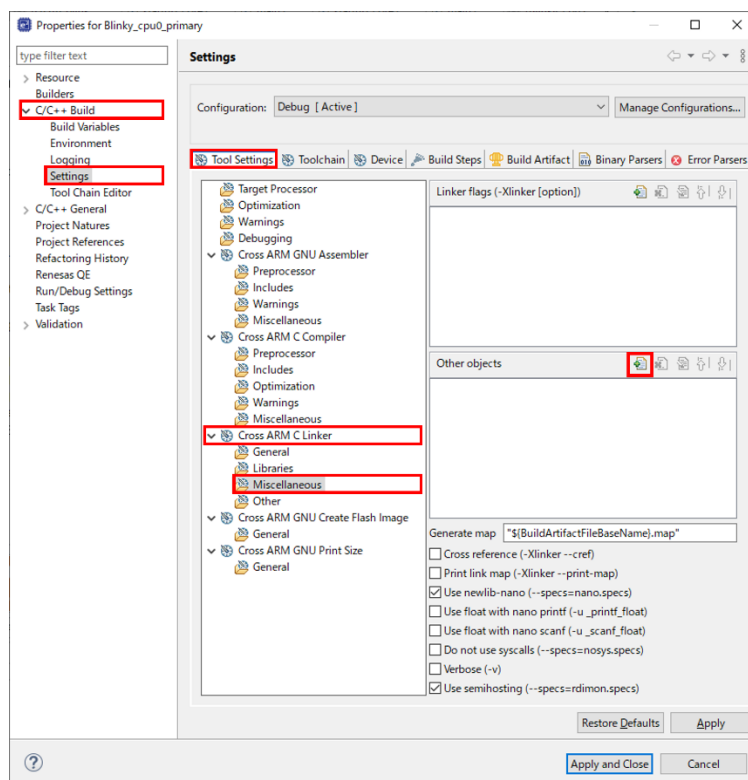 Properties for Blinky_cpu0_primary
type filter text
Resource
Builders
C/C++ Build
Build Variables
Environment
Logging
Settings
Tool Chain Editor
C/C++ General
Project Natures
Project References
Refactoring History
Renesas QE
Run/Debug Settings
Task Tags
Validation
Settings
Configuration: Debug [ Active ] Manage Configurations...
Tool Settings Toolchain Device Build Steps Build Artifact Binary Parsers Error Parsers
Target Processor
Optimization
Warnings
Debugging
Cross ARM GNU Assembler
Preprocessor
Includes
Warnings
Miscellaneous
Cross ARM C Compiler
Preprocessor
Includes
Optimization
Warnings
Miscellaneous
Cross ARM C Linker
General
Libraries
Miscellaneous
Other
Cross ARM GNU Create Flash Image
General
Cross ARM GNU Print Size
General
Linker flags (-Xlinker [option])
Other objects
Generate map "${BuildArtifactFileBaseName}.map"
Cross reference (-Xlinker --cref)
Print link map (-Xlinker --print-map)
Use newlib-nano (--specs=nano.specs)
Use float with nano printf (-u _printf_float)
Use float with nano scanf (-u _scanf_float)
Do not use syscalls (--specs=nosys.specs)
Verbose (-v)
Use semihosting (--specs=rdimon.specs)
Restore Defaults Apply
Apply and Close Cancel